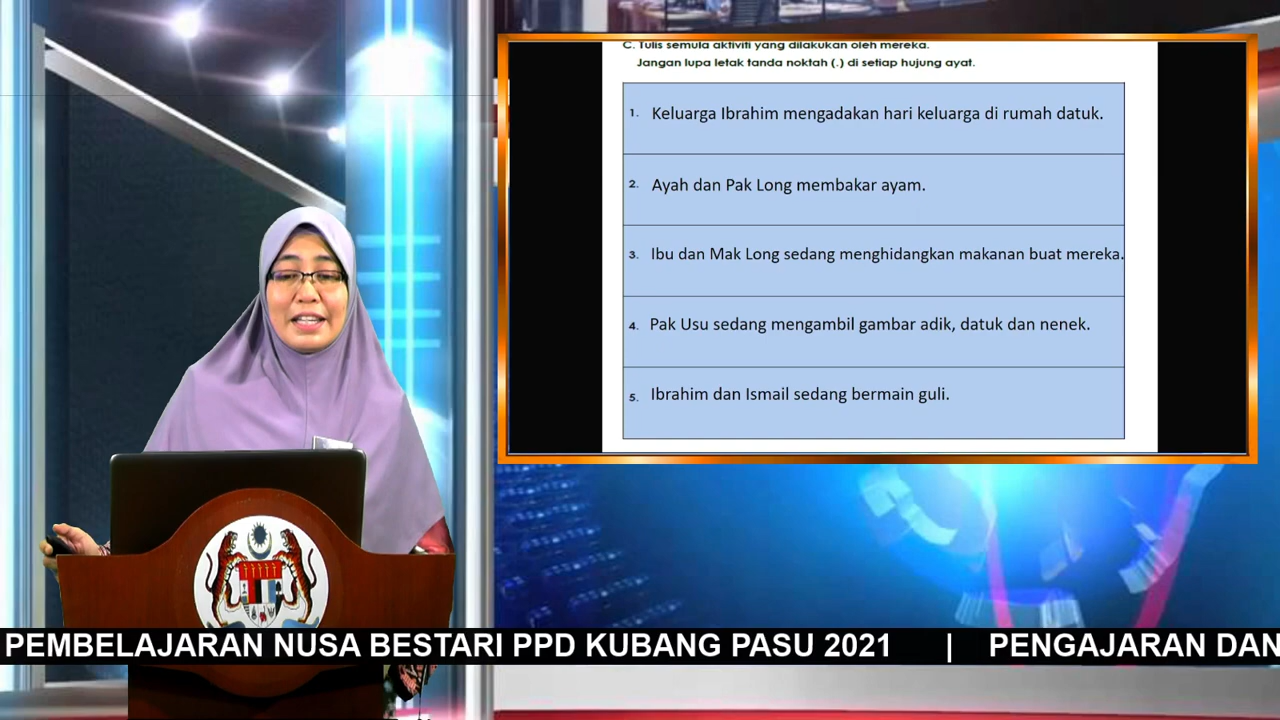 C. Tulis semula aktiviti yang dilakukan oleh mereka.
Jangan lupa letak tanda noktah (.) di setiap hujung ayat.
1. Keluarga Ibrahim mengadakan hari keluarga di rumah datuk.
2. Ayah dan Pak Long membakar ayam.
3. Ibu dan Mak Long sedang menghidangkan makanan buat mereka.
4. Pak Usu sedang mengambil gambar adik, datuk dan nenek.
5. Ibrahim dan Ismail sedang bermain guli.
PEMBELAJARAN NUSA BESTARI PPD KUBANG PASU 2021 | PENGAJARAN DAN